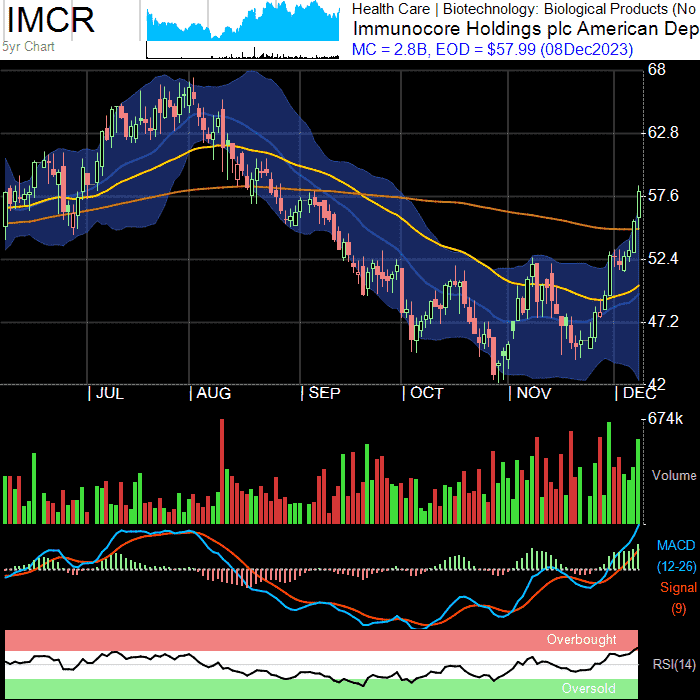 IMCR
5yr Chart
Health Care | Biotechnology: Biological Products (No
Immunocore Holdings plc American Dep
MC = 2.8B, EOD = $57.99 (08Dec2023)
68
62.8
57.6
52.4
47.2
42
| JUL | AUG | SEP | OCT | NOV | DEC
674k
Volume
MACD
(12-26)
Signal
(9)
Overbought
RSI(14)
Oversold